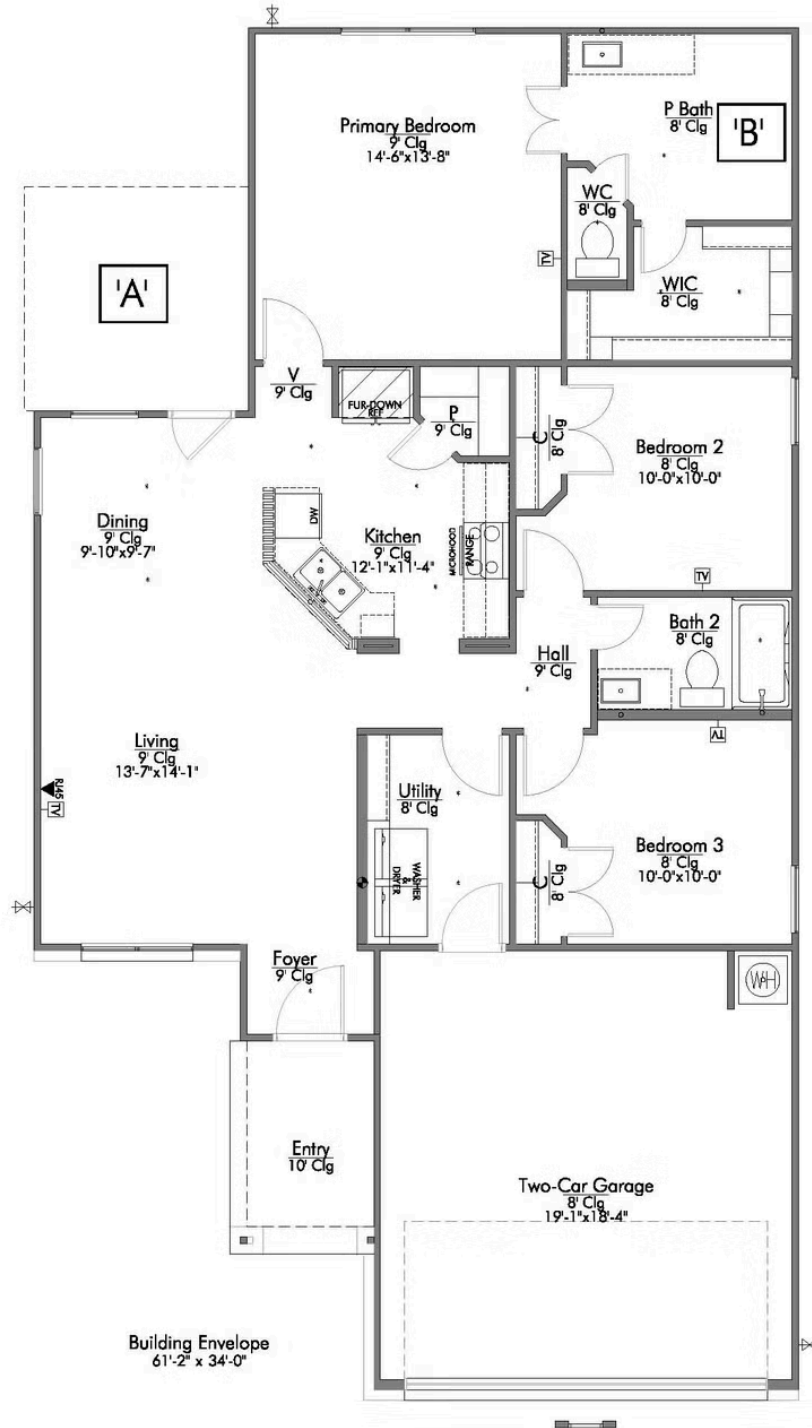 Primary Bedroom
9' Clg
14'-6"x13'-8"
P Bath
8' Clg
'B'
WC
8' Clg
TV
'A'
WIC
8' Clg
V
9' Clg
FUR-DOWN
REF
P
9' Clg
C
8' Clg
Bedroom 2
8' Clg
10'-0"x10'-0"
Dining
9' Clg
9'-10"x9'-7"
DW
Kitchen
9' Clg
12'-1"x11'-4"
MICROHOOD
RANGE
TV
Bath 2
8' Clg
Hall
9' Clg
Living
9' Clg
13'-7"x14'-1"
RJ45
TV
TV
Utility
8' Clg
WASHER
&
DRYER
C
8' Clg
Bedroom 3
8' Clg
10'-0"x10'-0"
Foyer
9' Clg
WH
Entry
10' Clg
Two-Car Garage
8' Clg
19'-1"x18'-4"
Building Envelope
61'-2" x 34'-0"